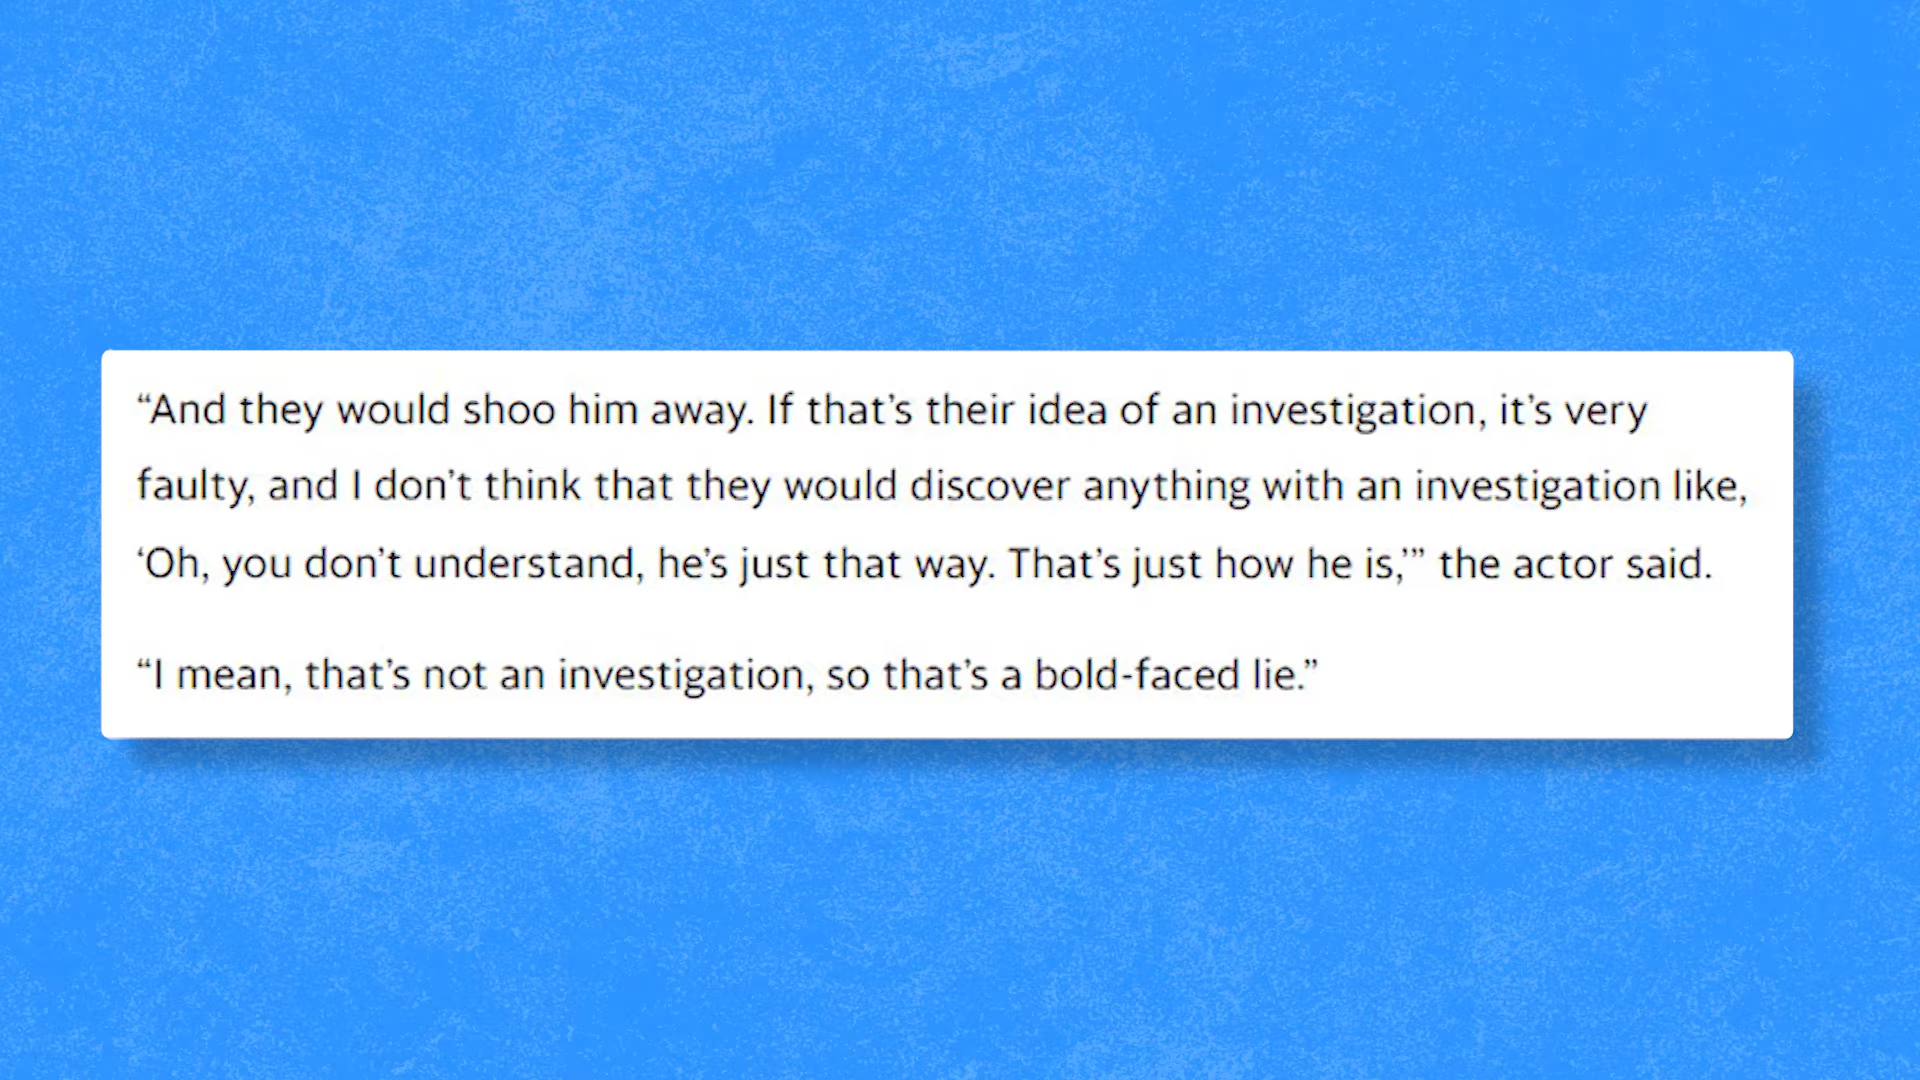 “And they would shoo him away. If that’s their idea of an investigation, it’s very
faulty, and I don’t think that they would discover anything with an investigation like,
‘Oh, you don’t understand, he’s just that way. That’s just how he is,’” the actor said.
“I mean, that’s not an investigation, so that’s a bold-faced lie.”